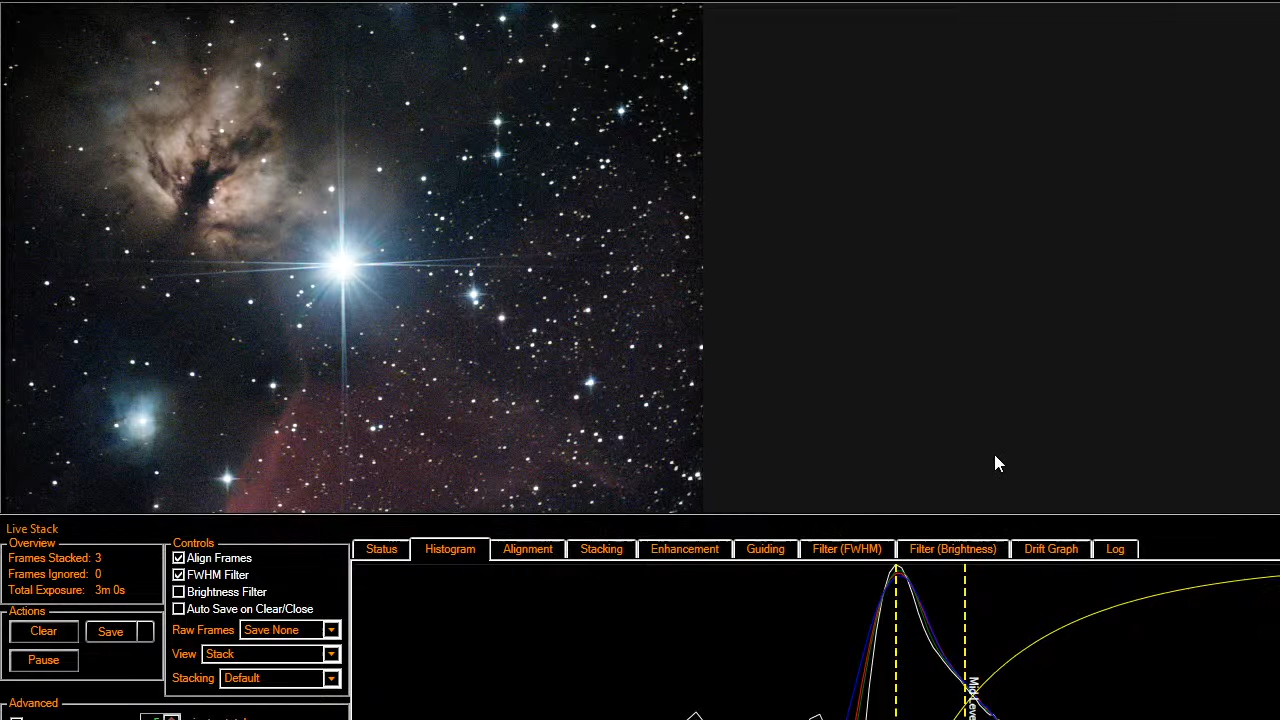 Live Stack
Overview
Frames Stacked: 3
Frames Ignored: 0
Total Exposure: 3m 0s
Actions
Clear
Save
Pause
Advanced
Controls
Align Frames
FWHM Filter
Brightness Filter
Auto Save on Clear/Close
Raw Frames Save None
View Stack
Stacking Default
Status Histogram Alignment Stacking Enhancement Guiding Filter (FWHM) Filter (Brightness) Drift Graph Log